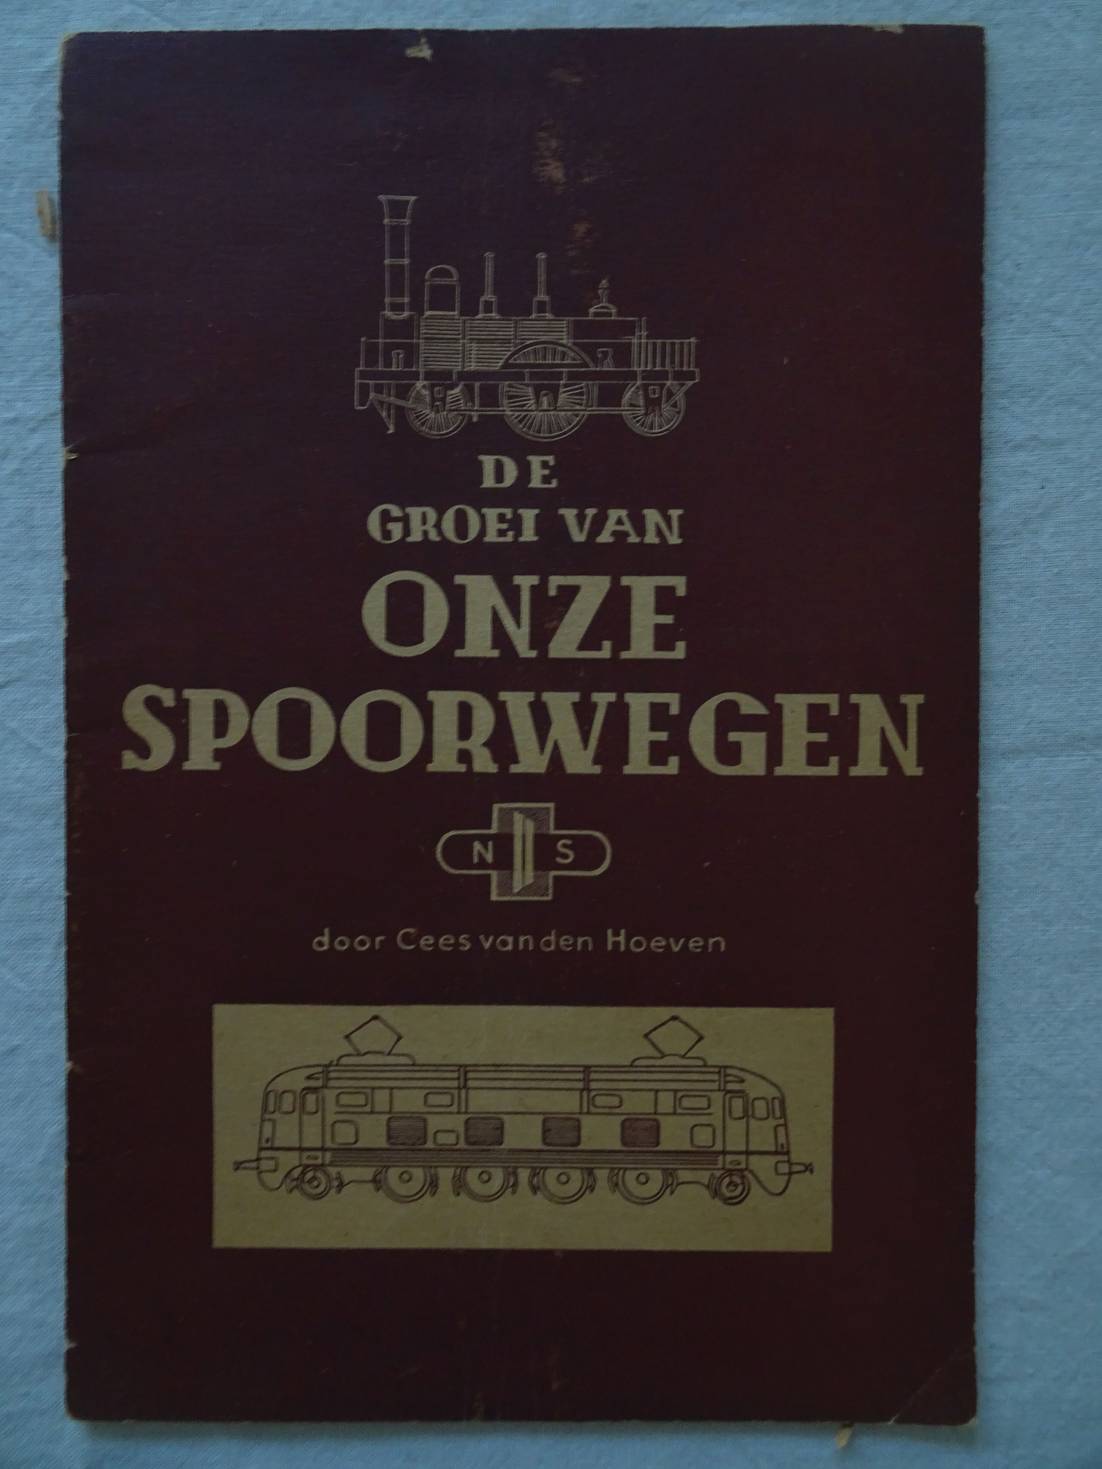 DE
GROEI VAN
ONZE
SPOORWEGEN
N S
door Cees van den Hoeven